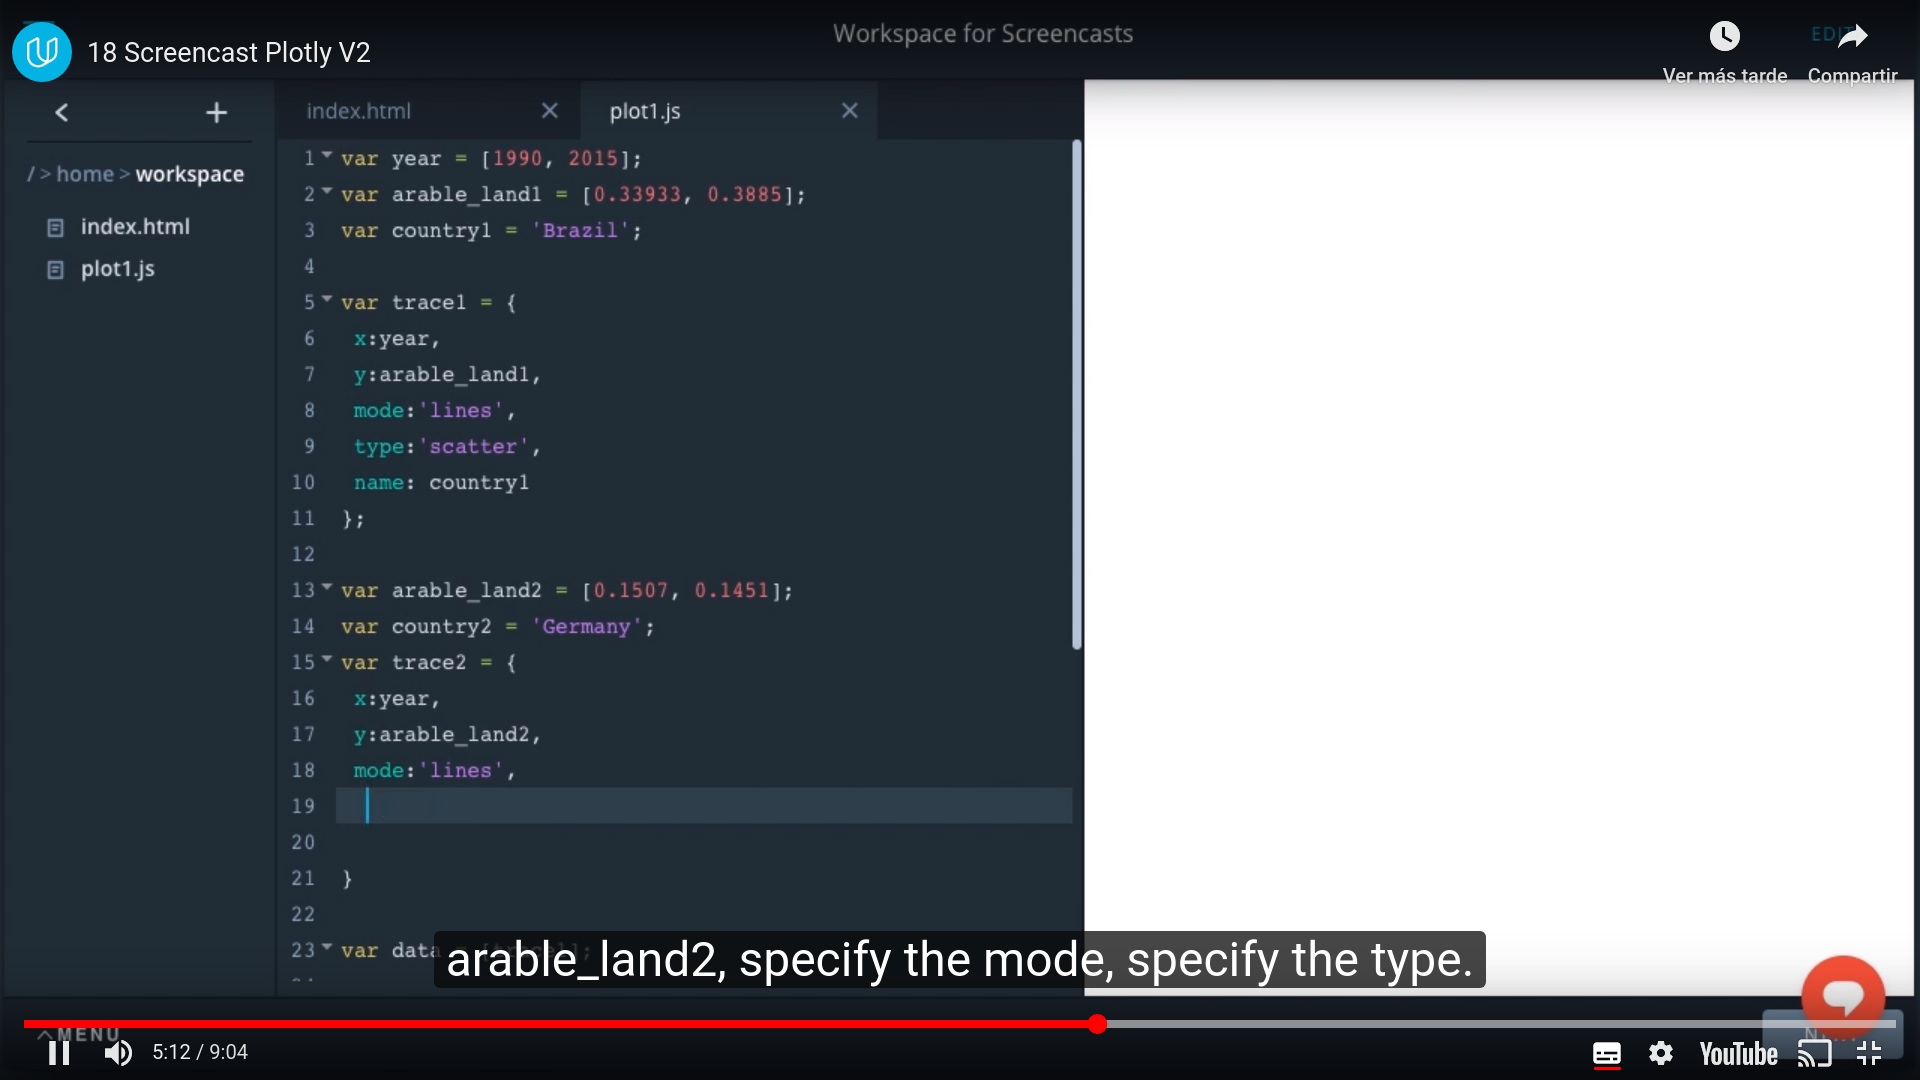 Workspace for Screencasts
18 Screencast Plotly V2
Ver más tarde
Compartir
index.html
plot1.js
/ > home > workspace
index.html
plot1.js
1 var year = [1990, 2015];
2 var arable_land1 = [0.33933, 0.3885];
3 var country1 = 'Brazil';
4
5 var trace1 = {
6 x:year,
7 y:arable_land1,
8 mode:'lines',
9 type:'scatter',
10 name: country1
11 };
12
13 var arable_land2 = [0.1507, 0.1451];
14 var country2 = 'Germany';
15 var trace2 = {
16 x:year,
17 y:arable_land2,
18 mode:'lines',
19
20
21 }
22
23 var data
arable_land2, specify the mode, specify the type.
MENU
5:12 / 9:04
YouTube